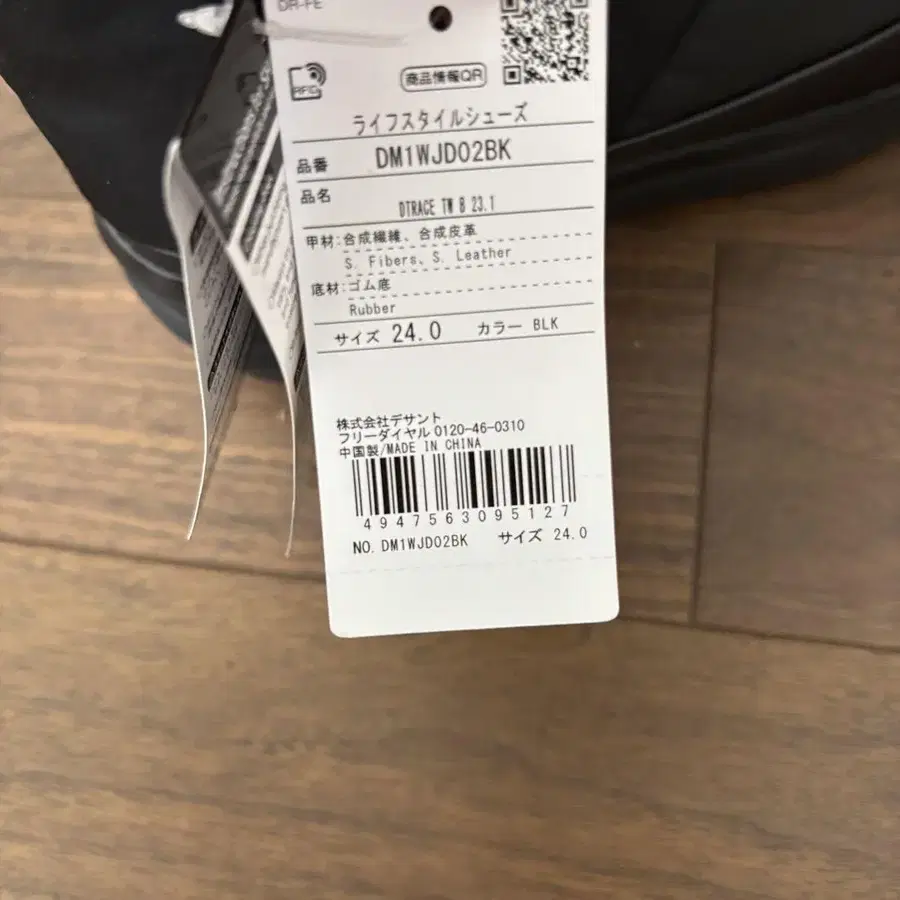 DR-FE
RFID
商品情報QR
ライフスタイルシューズ
品番 DM1WJD02BK
品名
DTRACE TW B 23.1
甲材:合成繊維、合成皮革
S. Fibers、S. Leather
底材:ゴム底
Rubber
サイズ 24.0 カラー BLK
株式会社デサント
フリーダイヤル 0120-46-0310
中国製/MADE IN CHINA
4947563095127
NO. DM1WJD02BK サイズ 24.0